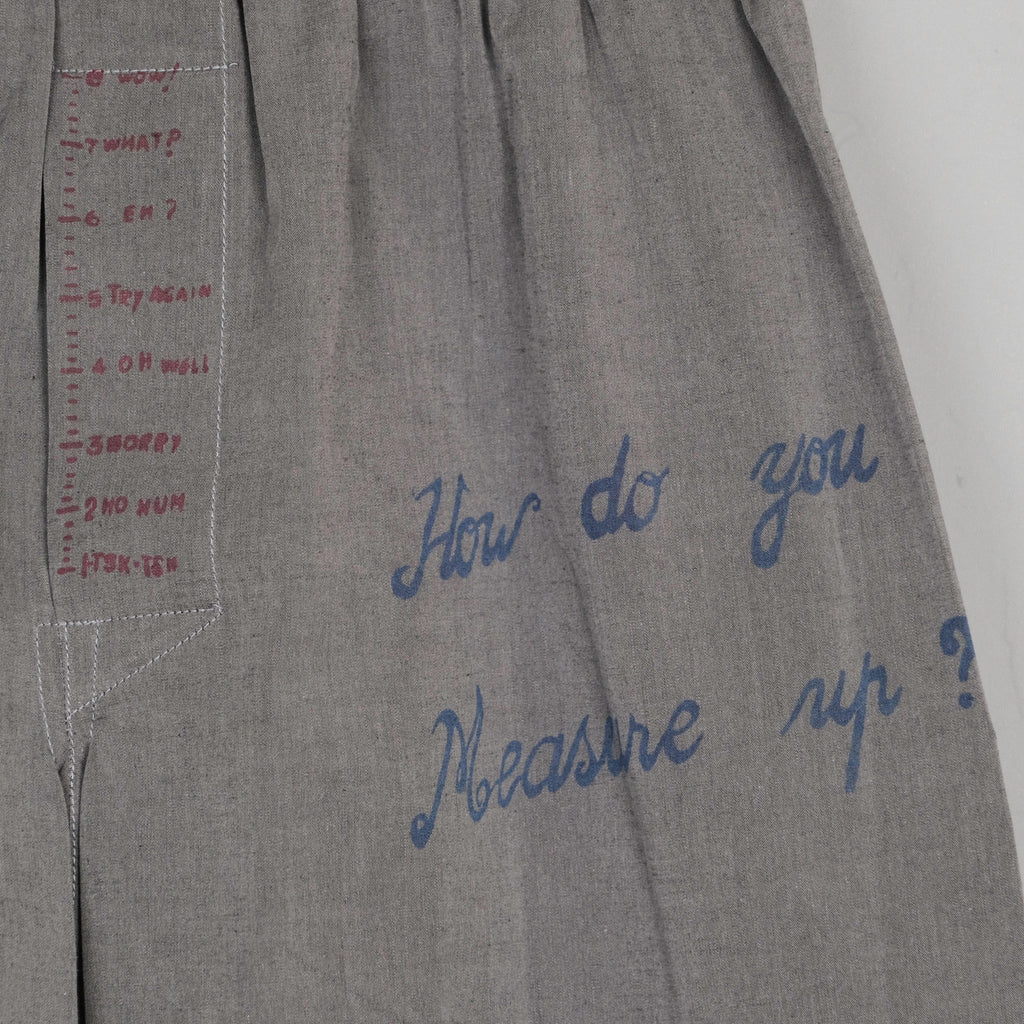 8 WOW!
7 WHAT?
6 EH?
5 TRY AGAIN
4 OH WELL
3 SORRY
2 HO HUM
1-TSK-TSK
How do you
Measure up?